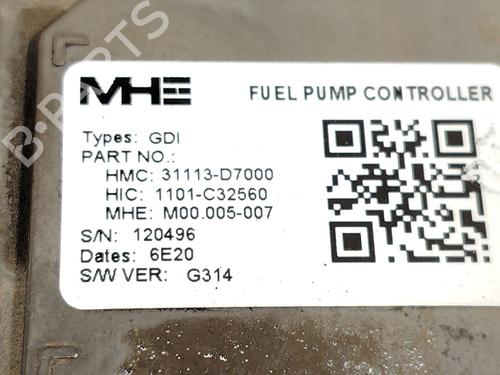 B-PARTS
MHE FUEL PUMP CONTROLLER
Types: GDI
PART NO.:
HMC: 31113-D7000
HIC: 1101-C32560
MHE: M00.005-007
S/N: 120496
Dates: 6E20
S/W VER: G314